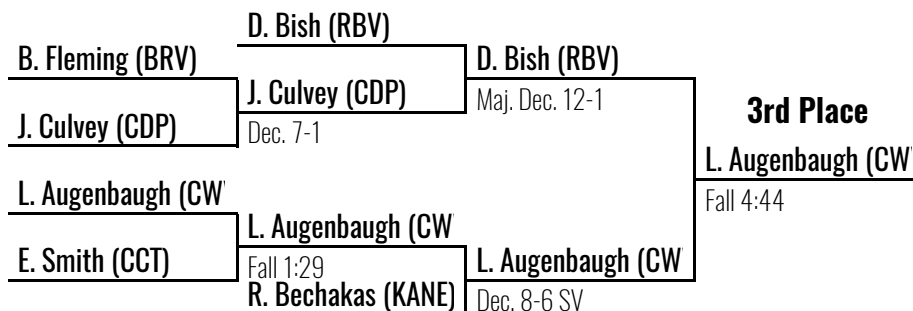 D. Bish (RBV)
B. Fleming (BRV)
D. Bish (RBV)
J. Culvey (CDP)
Maj. Dec. 12-1
3rd Place
J. Culvey (CDP)
Dec. 7-1
L. Augenbaugh (CW
L. Augenbaugh (CW
Fall 4:44
L. Augenbaugh (CW
E. Smith (CCT)
Fall 1:29
L. Augenbaugh (CW
R. Bechakas (KANE)
Dec. 8-6 SV